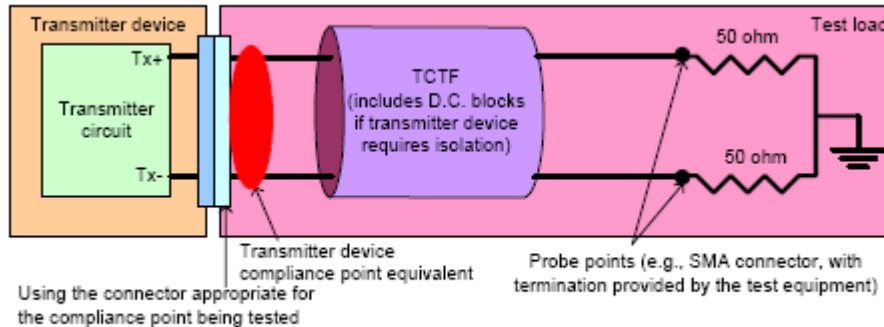 Transmitter device
Test load
Tx+
Transmitter
circuit
Tx-
TCTF
(includes D.C. blocks
if transmitter device
requires isolation)
50 ohm
50 ohm
Transmitter device
compliance point equivalent
Using the connector appropriate for
the compliance point being tested
Probe points (e.g., SMA connector, with
termination provided by the test equipment)